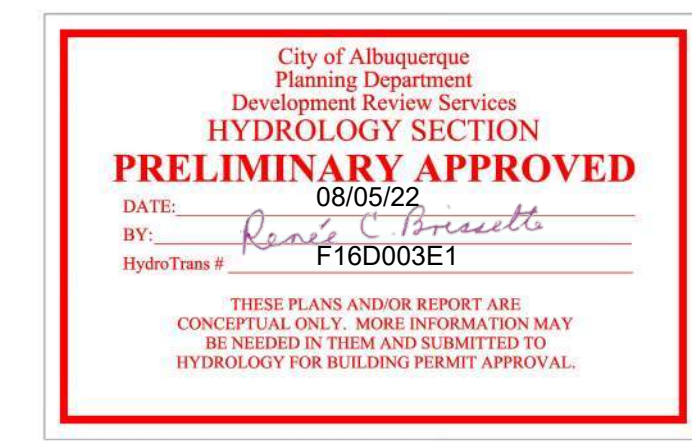 City of Albuquerque
Planning Department
Development Review Services
HYDROLOGY SECTION
PRELIMINARY APPROVED
DATE: 08/05/22
BY: Renée C. Brissette
HydroTrans # F16D003E1
THESE PLANS AND/OR REPORT ARE
CONCEPTUAL ONLY. MORE INFORMATION MAY
BE NEEDED IN THEM AND SUBMITTED TO
HYDROLOGY FOR BUILDING PERMIT APPROVAL.